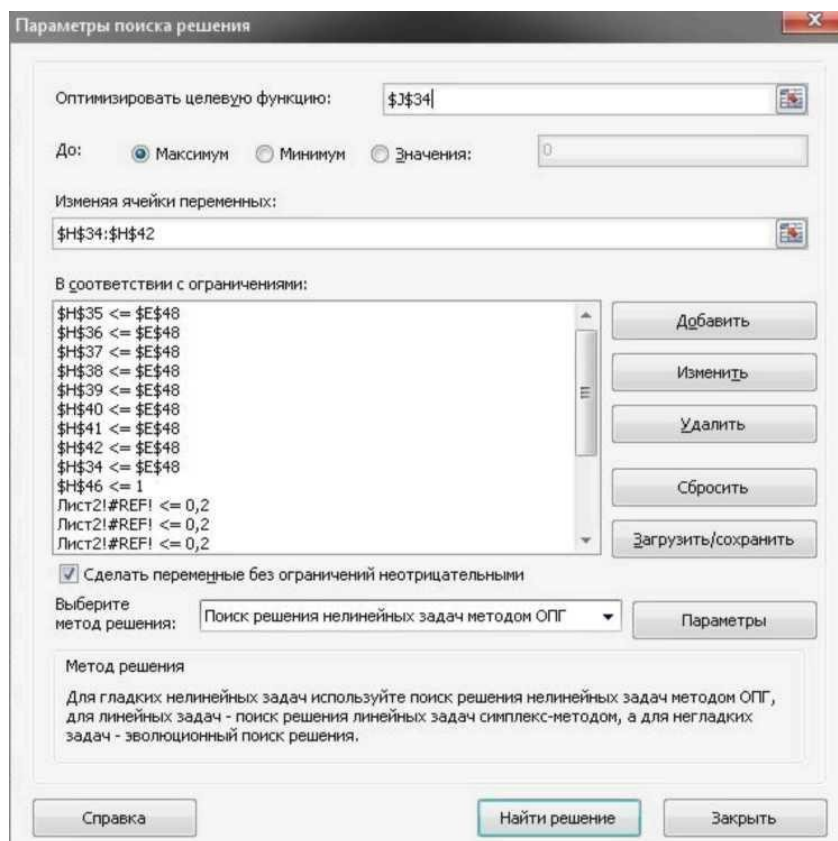 Параметры поиска решения
Оптимизировать целевую функцию:
$J$34
До:
Максимум
Минимум
Значения:
0
Изменяя ячейки переменных:
$H$34:$H$42
В соответствии с ограничениями:
$H$35 <= $E$48
$H$36 <= $E$48
$H$37 <= $E$48
$H$38 <= $E$48
$H$39 <= $E$48
$H$40 <= $E$48
$H$41 <= $E$48
$H$42 <= $E$48
$H$34 <= $E$48
$H$46 <= 1
Лист2!#REF! <= 0,2
Лист2!#REF! <= 0,2
Лист2!#REF! <= 0,2
Добавить
Изменить
Удалить
Сбросить
Загрузить/сохранить
Сделать переменные без ограничений неотрицательными
Выберите
метод решения:
Поиск решения нелинейных задач методом ОПГ
Параметры
Метод решения
Для гладких нелинейных задач используйте поиск решения нелинейных задач методом ОПГ,
для линейных задач - поиск решения линейных задач симплекс-методом, а для негладких
задач - эволюционный поиск решения.
Справка
Найти решение
Закрыть